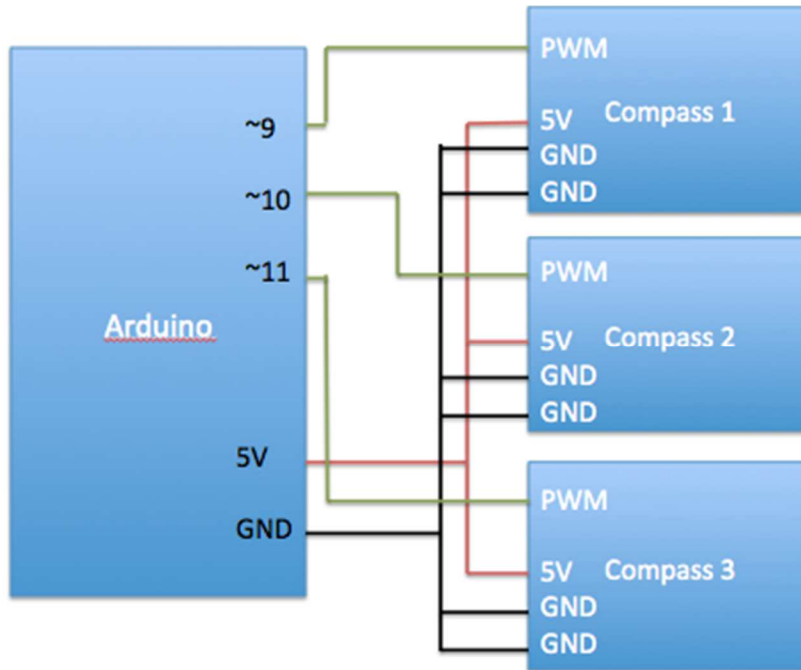 ~9
~10
~11
Arduino
5V
GND
PWM
5V Compass 1
GND
GND
PWM
5V Compass 2
GND
GND
PWM
5V Compass 3
GND
GND